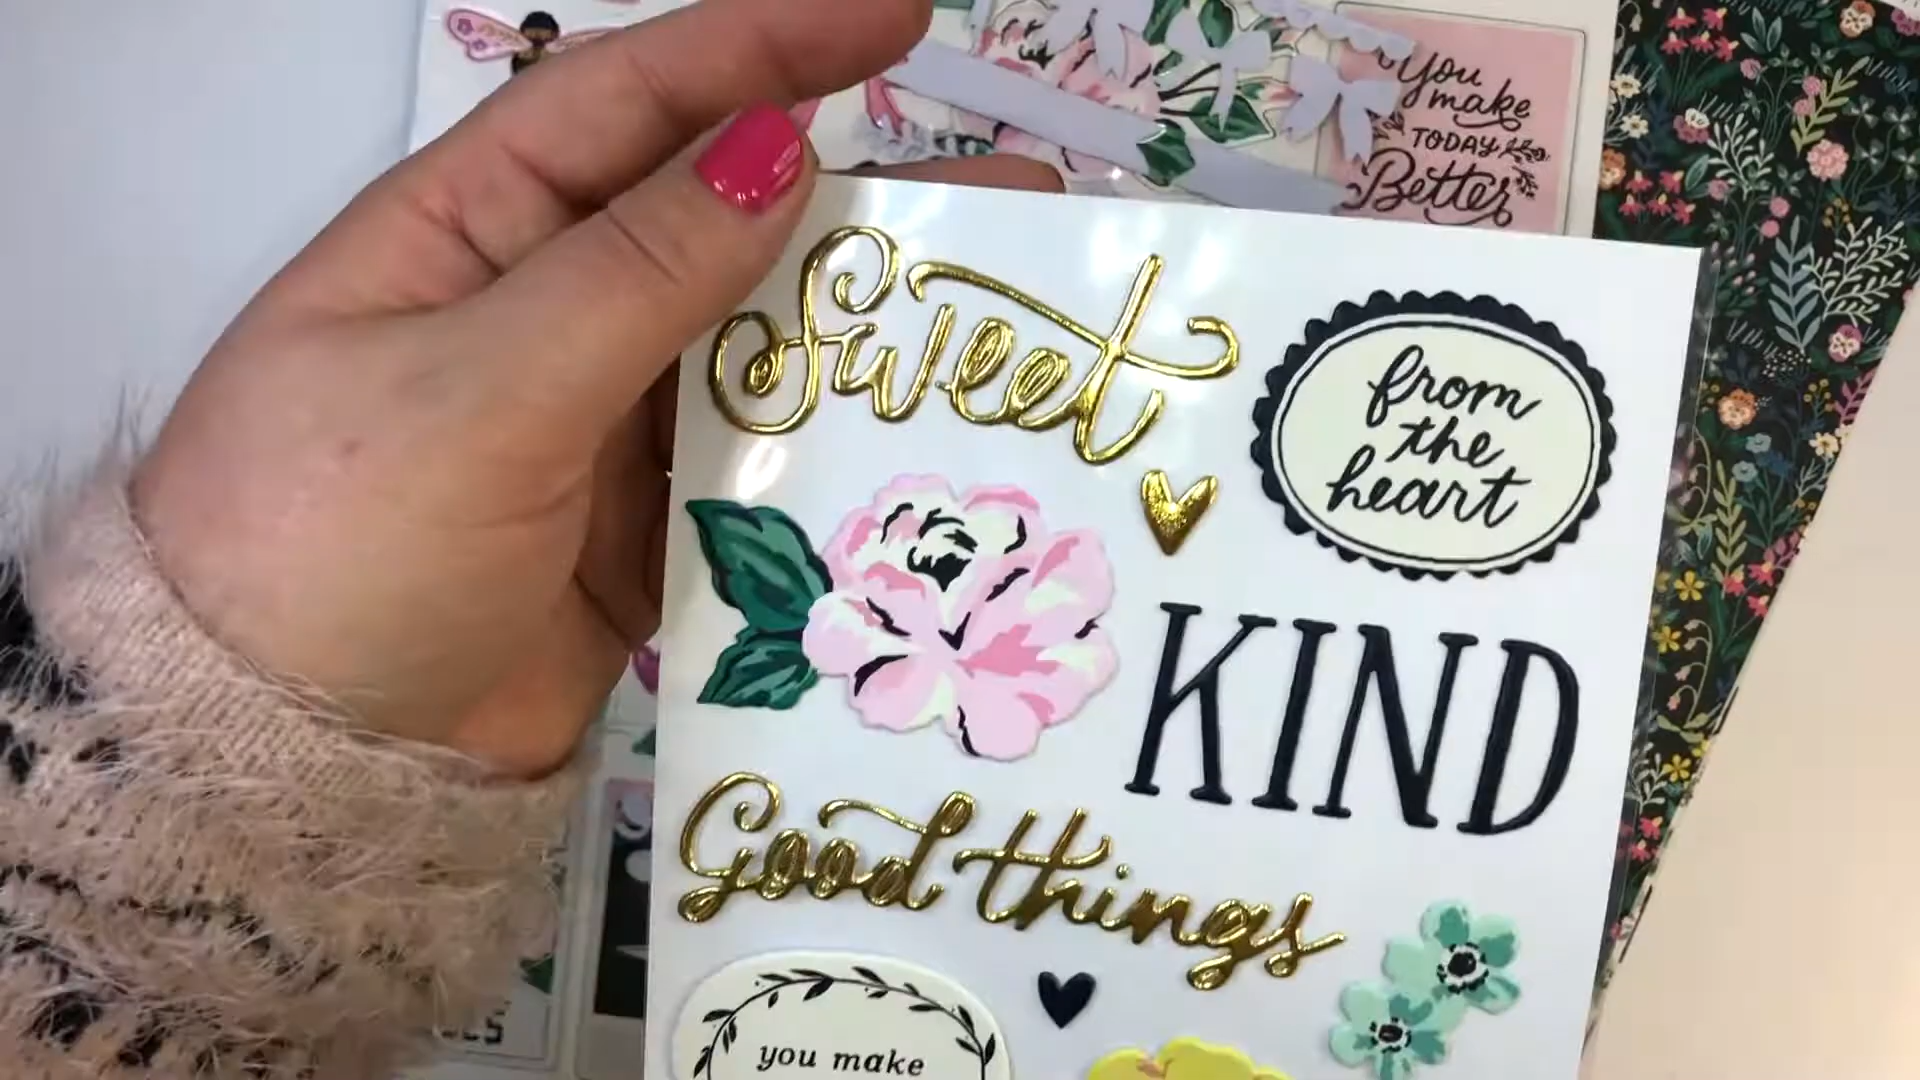 You
make
TODAY
Better
Sweet
from
the
heart
KIND
Good things
you make